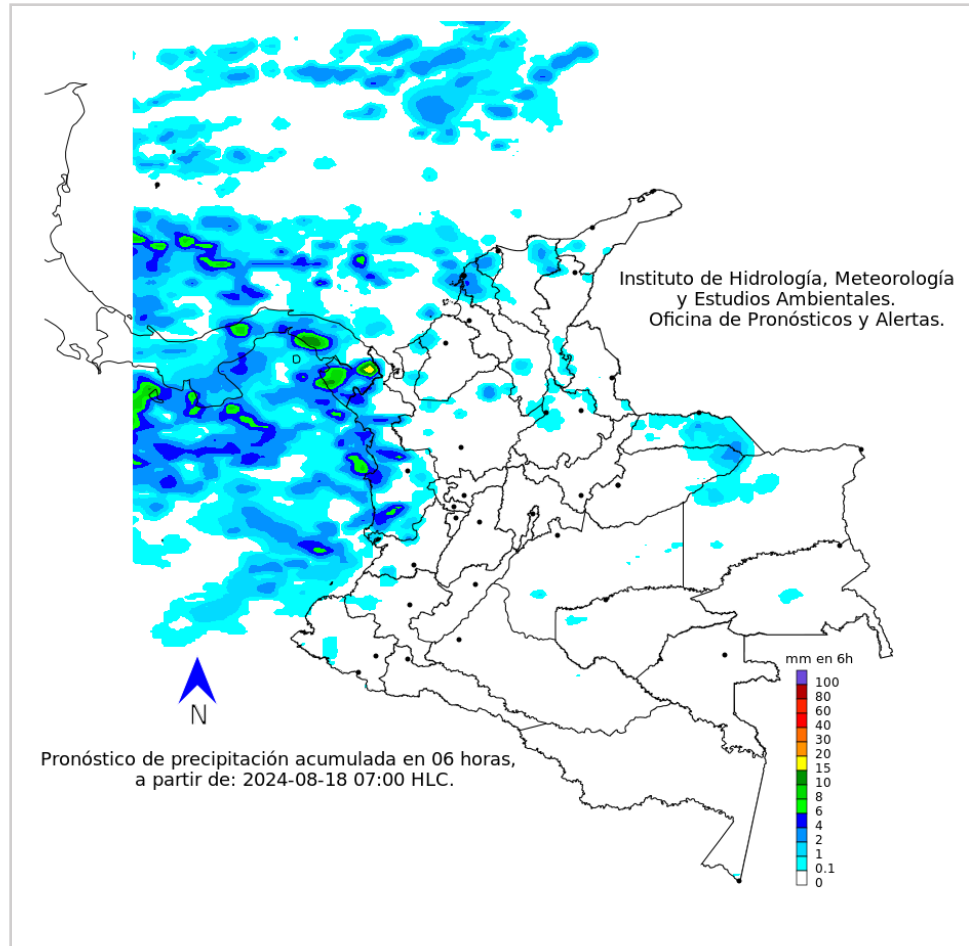 Instituto de Hidrología, Meteorología
y Estudios Ambientales.
Oficina de Pronósticos y Alertas.
mm en 6h
100
80
60
40
30
20
15
10
8
6
4
2
1
0.1
0
N
Pronóstico de precipitación acumulada en 06 horas,
a partir de: 2024-08-18 07:00 HLC.